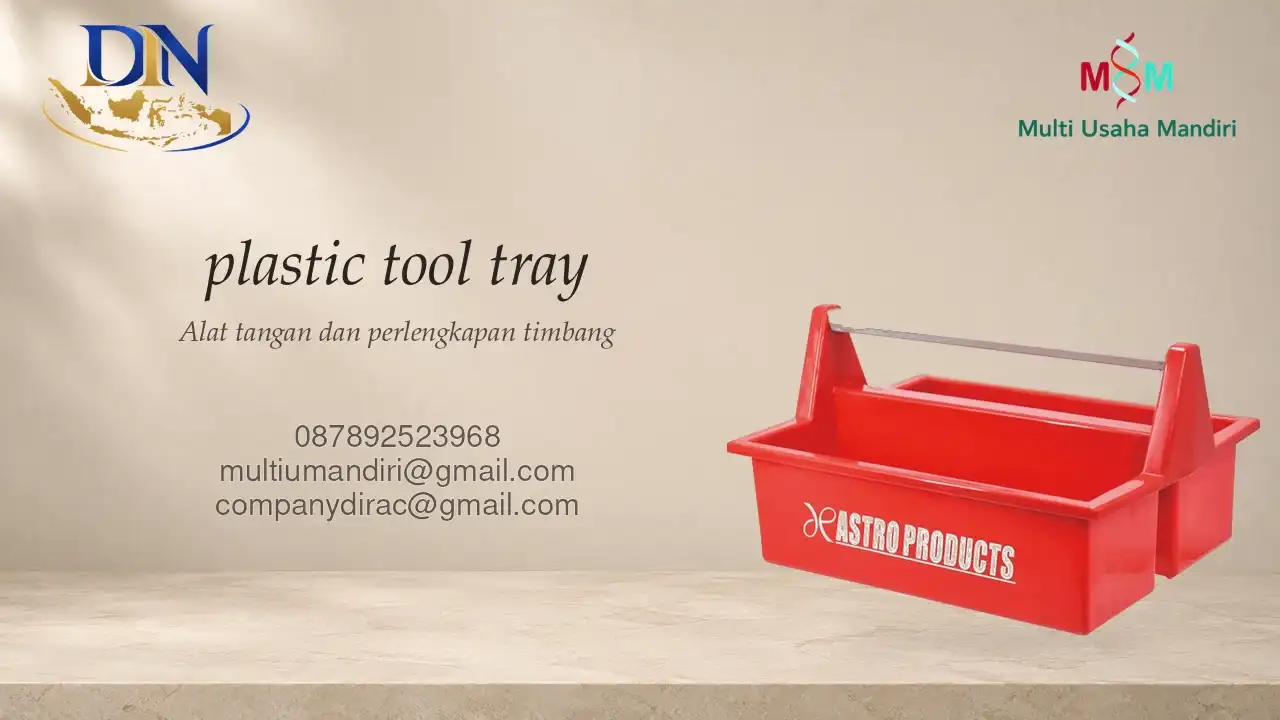 DN
M M
Multi Usaha Mandiri
plastic tool tray
Alat tangan dan perlengkapan timbang
087892523968
multiumandiri@gmail.com
companydirac@gmail.com
ASTRO PRODUCTS